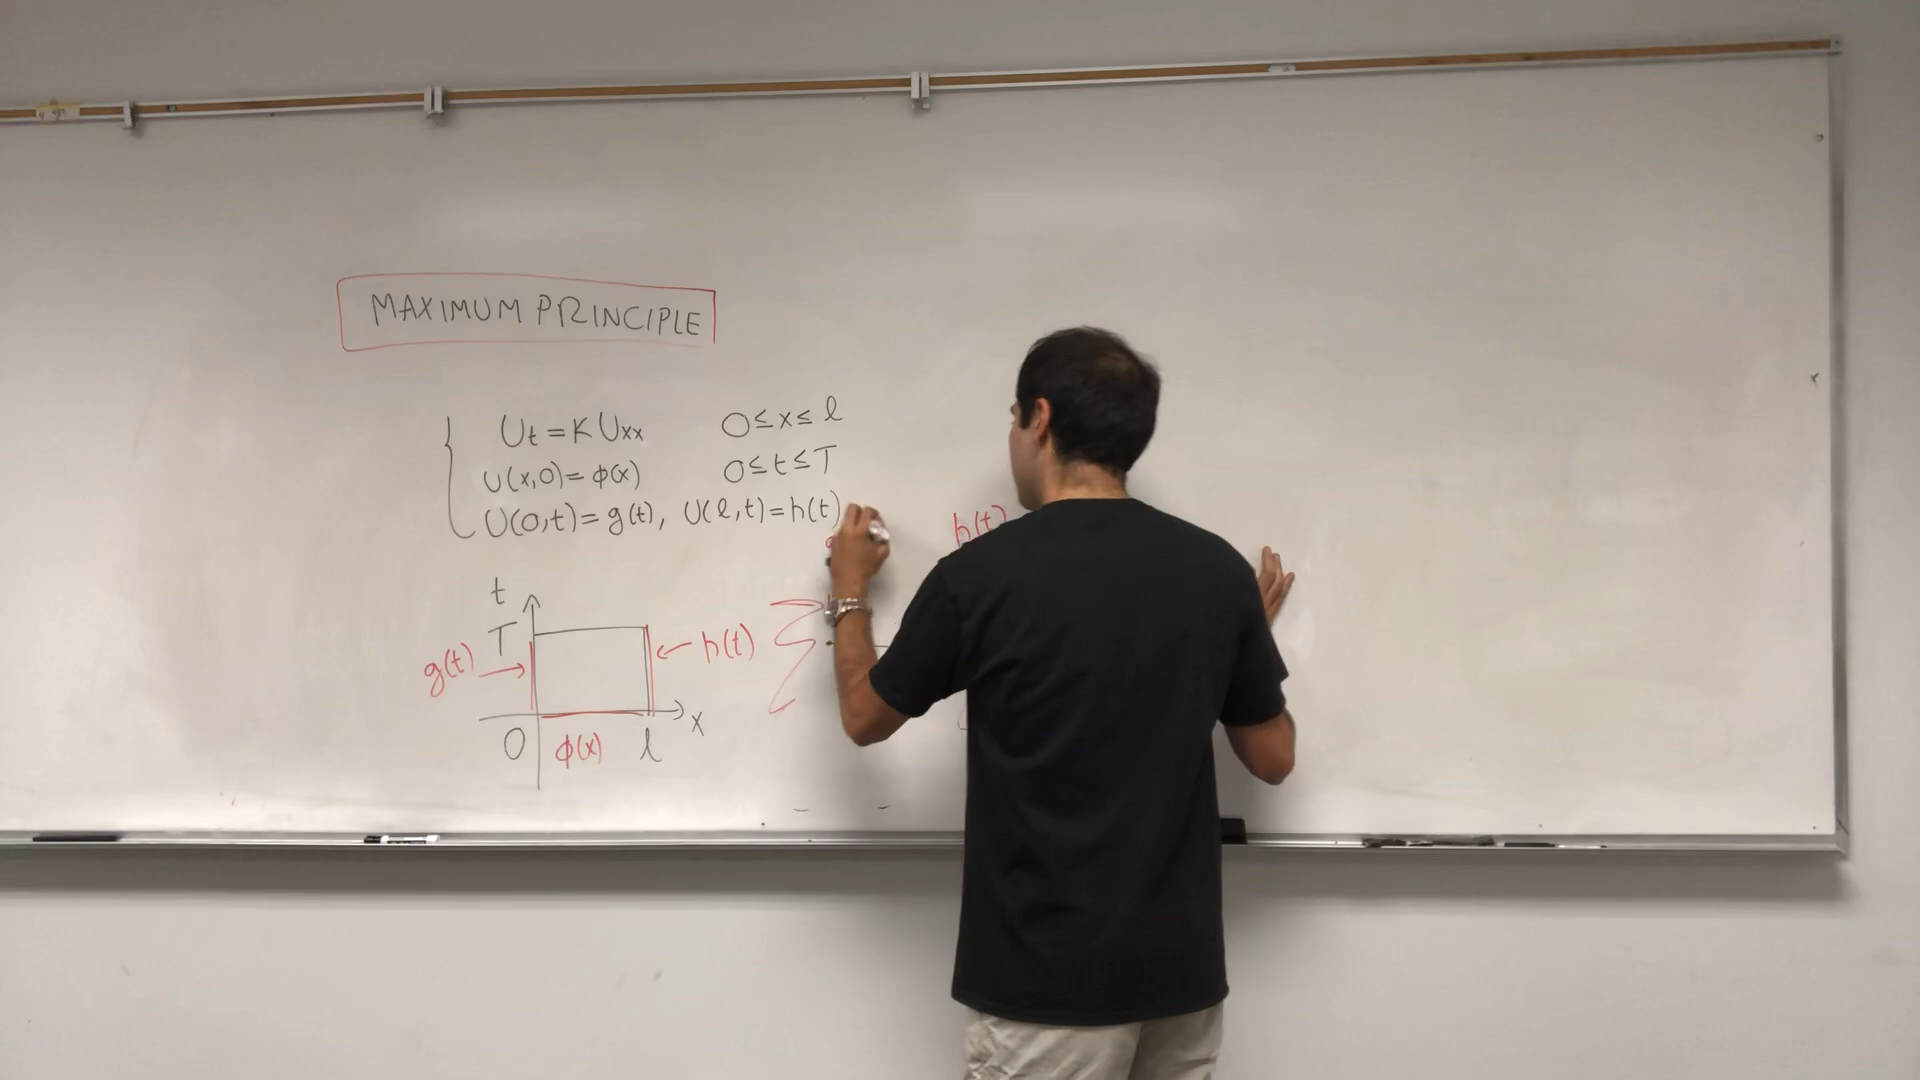 MAXIMUM PRINCIPLE
Ut = K Uxx 0 ≤ x ≤ l
U(x,0) = ϕ(x) 0 ≤ t ≤ T
U(0,t) = g(t), U(l,t) = h(t)
h(t)
t
T
g(t)
h(t)
x
0 ϕ(x) l